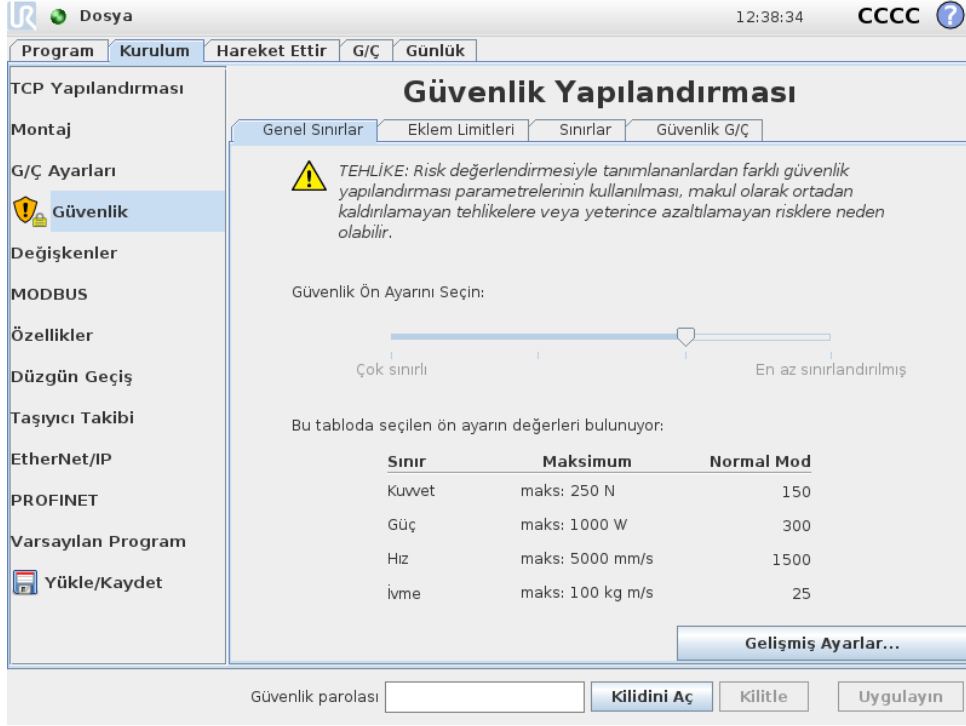 UR Dosya 12:38:34 CCCC ?
Program Kurulum Hareket Ettir G/Ç Günlük
TCP Yapılandırması
Montaj
G/Ç Ayarları
Güvenlik
Değişkenler
MODBUS
Özellikler
Düzgün Geçiş
Taşıyıcı Takibi
EtherNet/IP
PROFINET
Varsayılan Program
Yükle/Kaydet
Güvenlik Yapılandırması
Genel Sınırlar Eklem Limitleri Sınırlar Güvenlik G/Ç
TEHLİKE: Risk değerlendirmesiyle tanımlananlardan farklı güvenlik
yapılandırması parametrelerinin kullanılması, makul olarak ortadan
kaldırılamayan tehlikelere veya yeterince azaltılamayan risklere neden
olabilir.
Güvenlik Ön Ayarını Seçin:
Çok sınırlı En az sınırlandırılmış
Bu tabloda seçilen ön ayarın değerleri bulunuyor:
Sınır Maksimum Normal Mod
Kuvvet maks: 250 N 150
Güç maks: 1000 W 300
Hız maks: 5000 mm/s 1500
İvme maks: 100 kg m/s 25
Gelişmiş Ayarlar...
Güvenlik parolası Kilidini Aç Kilitle Uygulayın